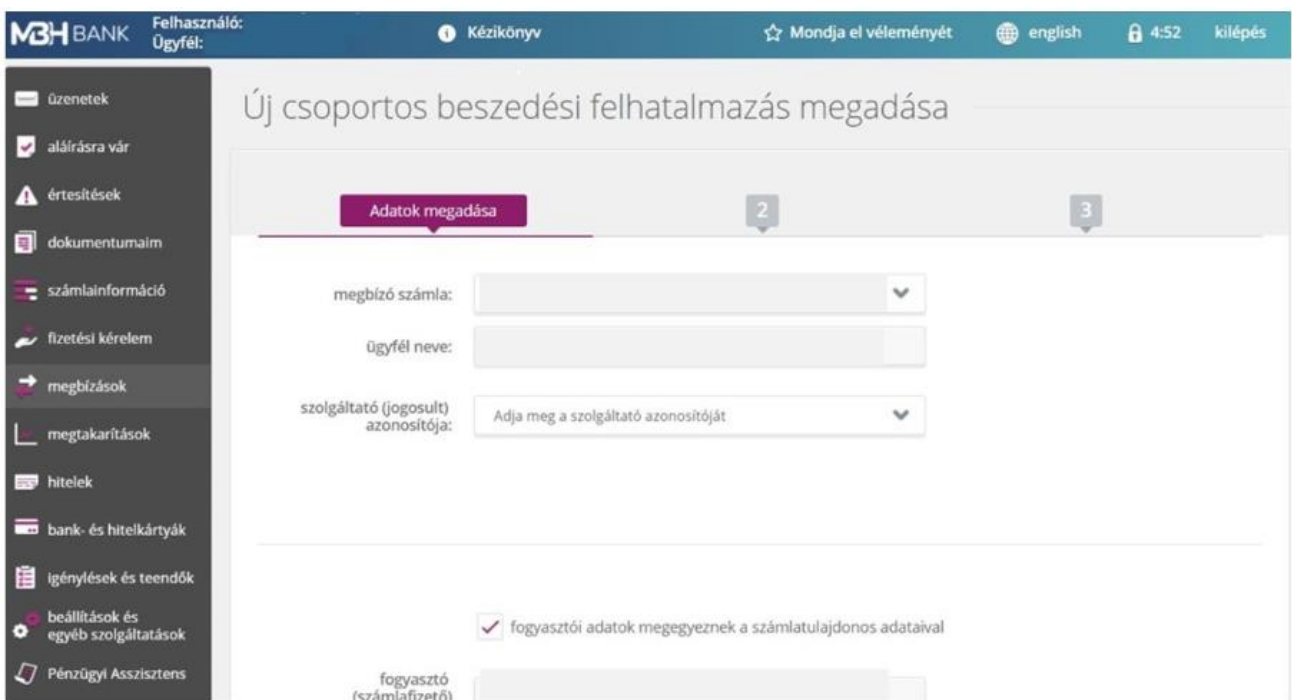 MBH BANK
Felhasználó:
Ügyfél:
Kézikönyv
Mondja el véleményét
english
4:52
kilépés
üzenetek
aláírásra vár
értesítések
dokumentumaim
számlainformáció
fizetési kérelem
megbízások
megtakarítások
hitelek
bank- és hitelkártyák
igénylések és teendők
beállítások és
egyéb szolgáltatások
Pénzügyi Asszisztens
Új csoportos beszedési felhatalmazás megadása
Adatok megadása
2
3
megbízó számla:
ügyfél neve:
szolgáltató (jogosult)
azonosítója:
Adja meg a szolgáltató azonosítóját
fogyasztói adatok megegyeznek a számlatulajdonos adataival
fogyasztó
(számlafizető)